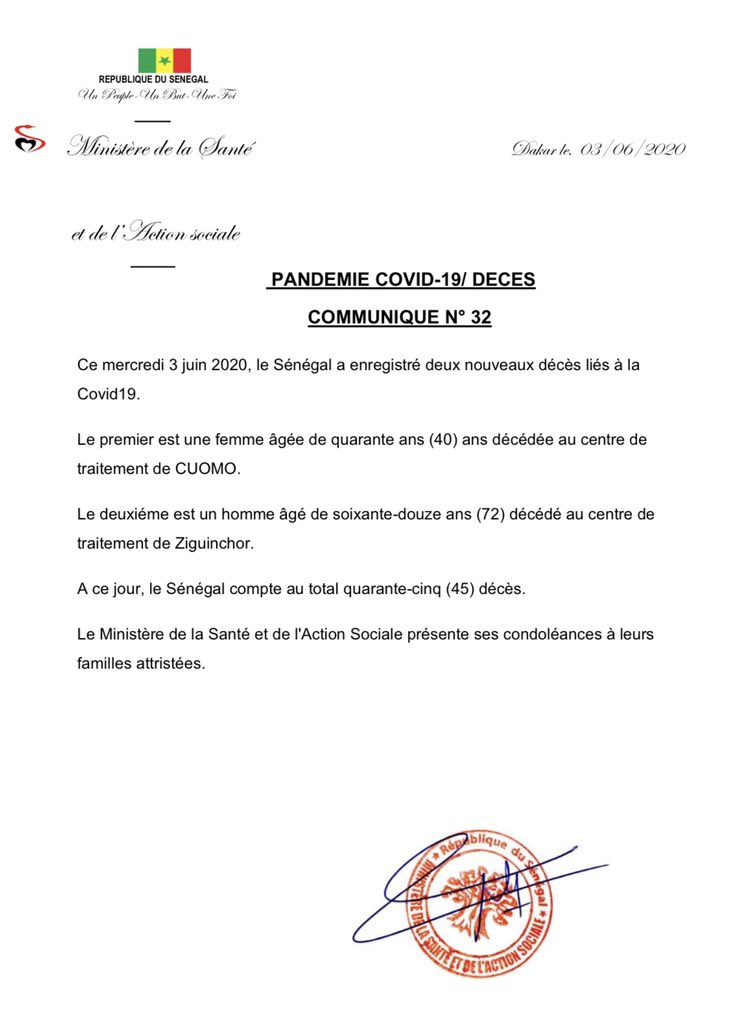 REPUBLIQUE DU SENEGAL
Un Peuple-Un But-Une Foi
Ministère de la Santé
Dakar le, 03/06/2020
et de l'Action sociale
PANDEMIE COVID-19/ DECES
COMMUNIQUE N° 32
Ce mercredi 3 juin 2020, le Sénégal a enregistré deux nouveaux décès liés à la
Covid19.
Le premier est une femme âgée de quarante ans (40) ans décédée au centre de
traitement de CUOMO.
Le deuxiéme est un homme âgé de soixante-douze ans (72) décédé au centre de
traitement de Ziguinchor.
A ce jour, le Sénégal compte au total quarante-cinq (45) décès.
Le Ministère de la Santé et de l'Action Sociale présente ses condoléances à leurs
familles attristées.
République du Sénégal
MINISTÈRE DE LA SANTÉ ET DE L'ACTION SOCIALE